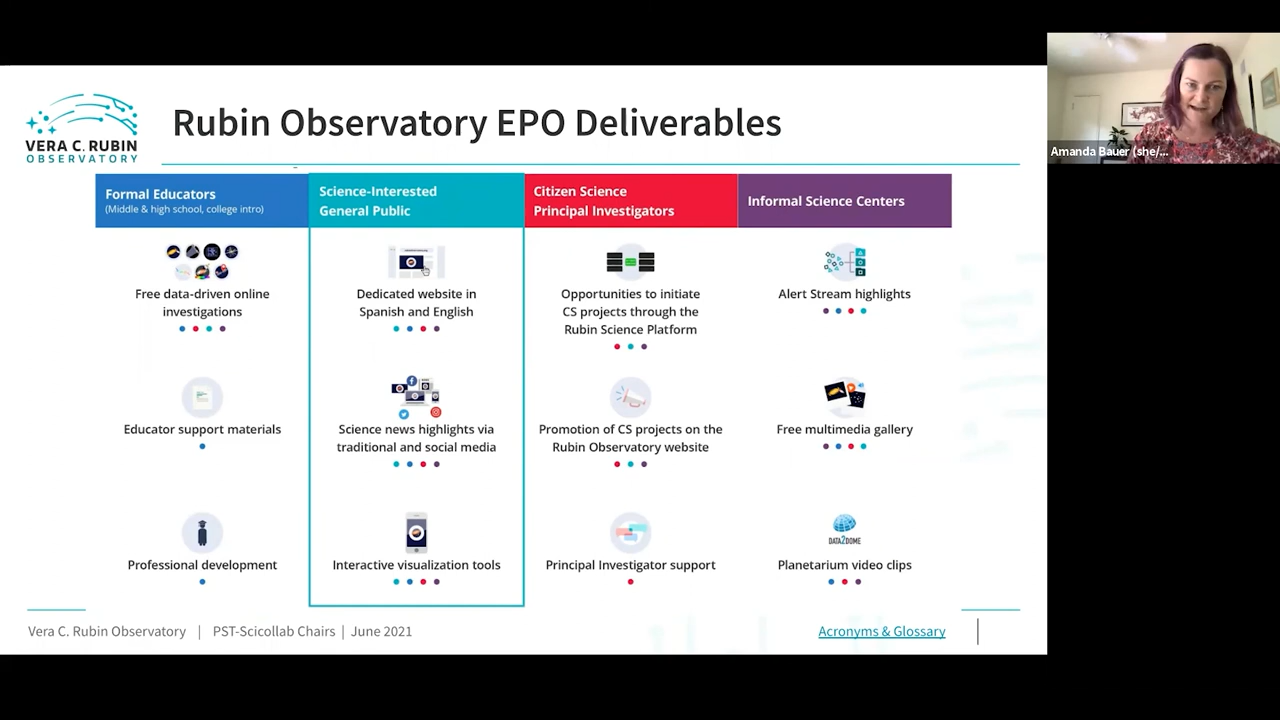 VERA C. RUBIN
OBSERVATORY
Rubin Observatory EPO Deliverables
Amanda Bauer (she/...
Formal Educators
(Middle & high school, college intro)
Science-Interested
General Public
Citizen Science
Principal Investigators
Informal Science Centers
Free data-driven online
investigations
Dedicated website in
Spanish and English
Opportunities to initiate
CS projects through the
Rubin Science Platform
Alert Stream highlights
Educator support materials
Science news highlights via
traditional and social media
Promotion of CS projects on the
Rubin Observatory website
Free multimedia gallery
Professional development
Interactive visualization tools
Principal Investigator support
DATA2DOME
Planetarium video clips
Vera C. Rubin Observatory | PST-Scicollab Chairs | June 2021
Acronyms & Glossary